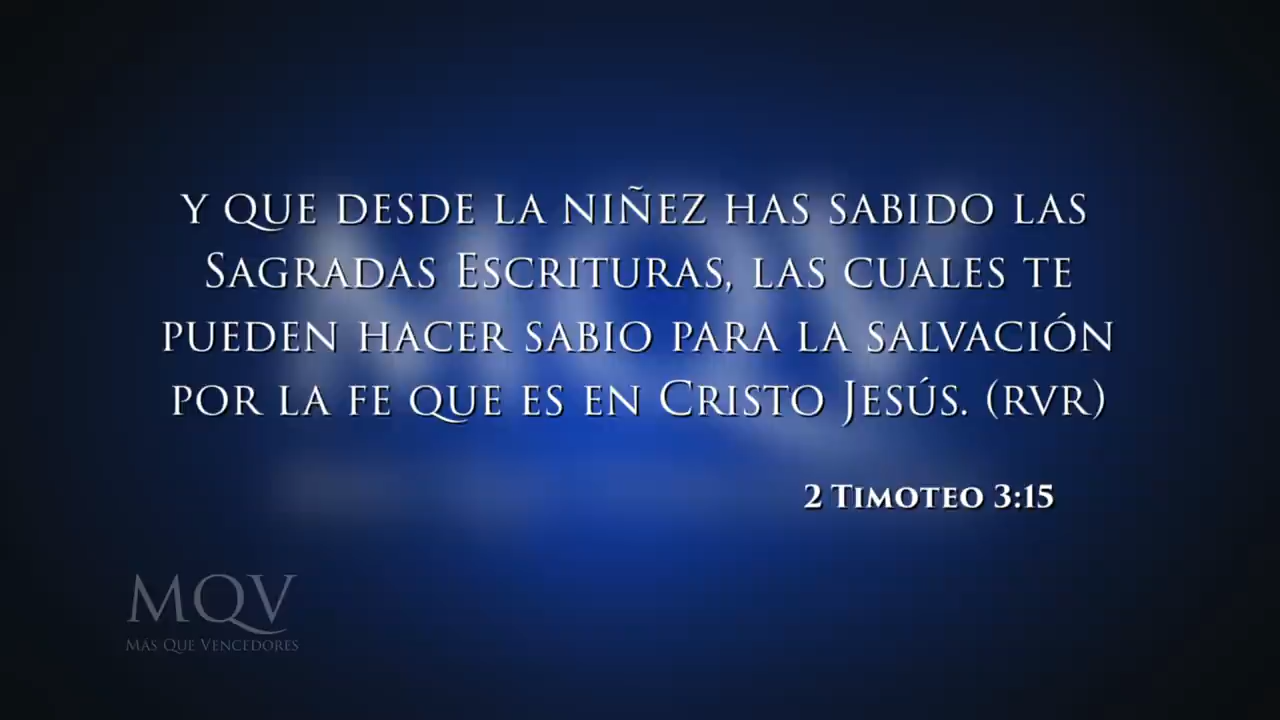 Y QUE DESDE LA NIÑEZ HAS SABIDO LAS
SAGRADAS ESCRITURAS, LAS CUALES TE
PUEDEN HACER SABIO PARA LA SALVACIÓN
POR LA FE QUE ES EN CRISTO JESÚS. (RVR)
2 TIMOTEO 3:15
MQV
MÁS QUE VENCEDORES